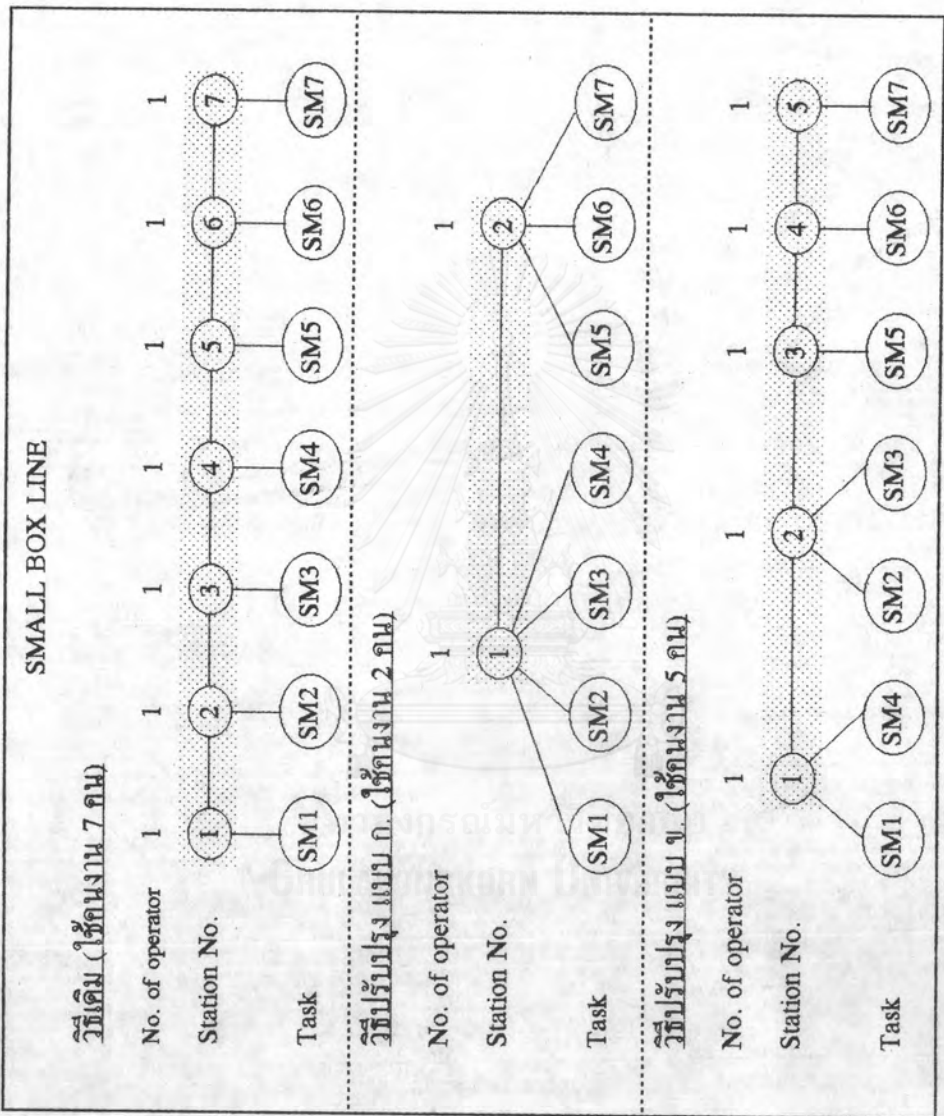 SMALL BOX LINE
วิธีเดิม (ใช้คนงาน 7 คน)
No. of operator 1 1 1 1 1 1 1
Station No. 1 2 3 4 5 6 7
Task SM1 SM2 SM3 SM4 SM5 SM6 SM7
วิธีปรับปรุง แบบ ก (ใช้คนงาน 2 คน)
No. of operator 1 1
Station No. 1 2
Task SM1 SM2 SM3 SM4 SM5 SM6 SM7
วิธีปรับปรุง แบบ ข (ใช้คนงาน 5 คน)
No. of operator 1 1 1 1 1
Station No. 1 2 3 4 5
Task SM1 SM4 SM2 SM3 SM5 SM6 SM7